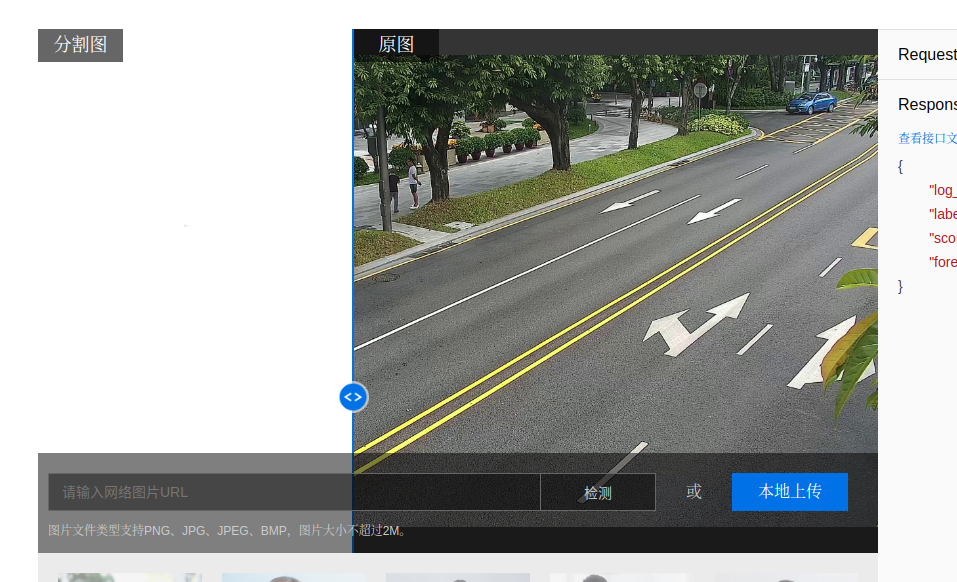 分割图
原图
Request
Respons
查看接口文
{
"log_
"labe
"sco
"fore
}
请输入网络图片URL
检测
或
本地上传
图片文件类型支持PNG、JPG、JPEG、BMP，图片大小不超过2M。